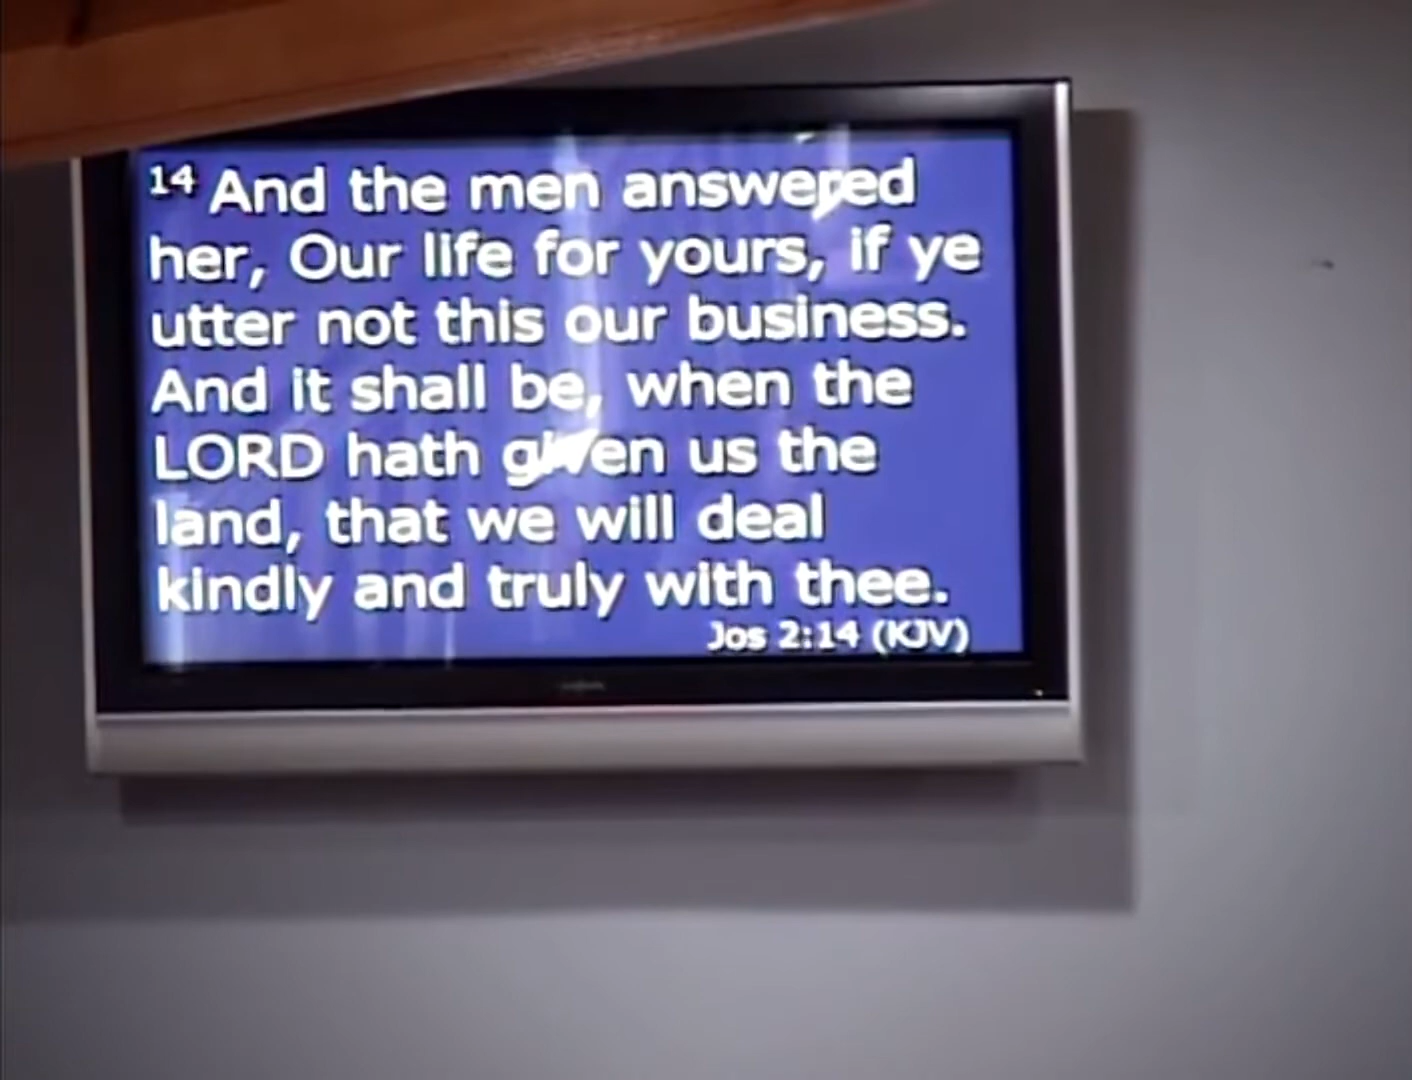 14 And the men answered
her, Our life for yours, if ye
utter not this our business.
And it shall be, when the
LORD hath given us the
land, that we will deal
kindly and truly with thee.
Jos 2:14 (KJV)